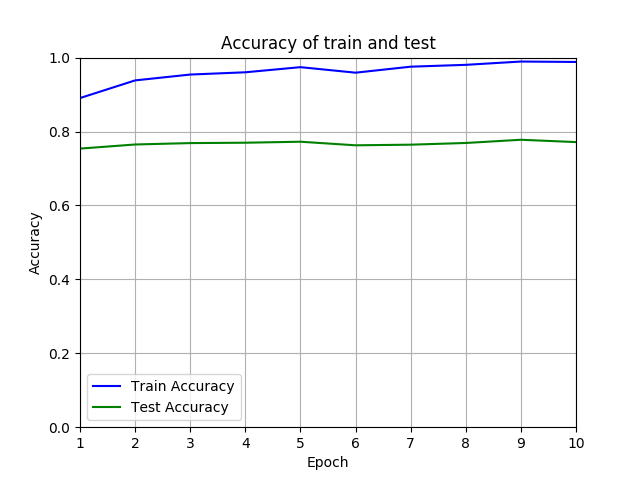 Accuracy of train and test
1.0
0.8
0.6
0.4
0.2
0.0
Accuracy
Train Accuracy
Test Accuracy
1 2 3 4 5 6 7 8 9 10
Epoch